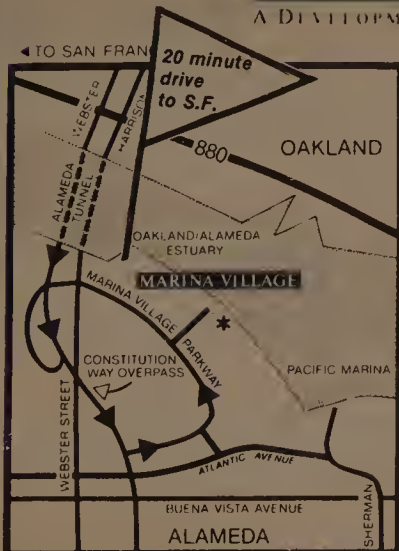 A DEVELOPM
◄ TO SAN FRAN
20 minute
drive
to S.F.
WEBSTER
HARRISON
880
OAKLAND
ALAMEDA
TUNNEL
OAKLAND/ALAMEDA
ESTUARY
MARINA VILLAGE
MARINA VILLAGE
PARKWAY
*
CONSTITUTION
WAY OVERPASS
PACIFIC MARINA
WEBSTER STREET
ATLANTIC AVENUE
BUENA VISTA AVENUE
SHERMAN
ALAMEDA